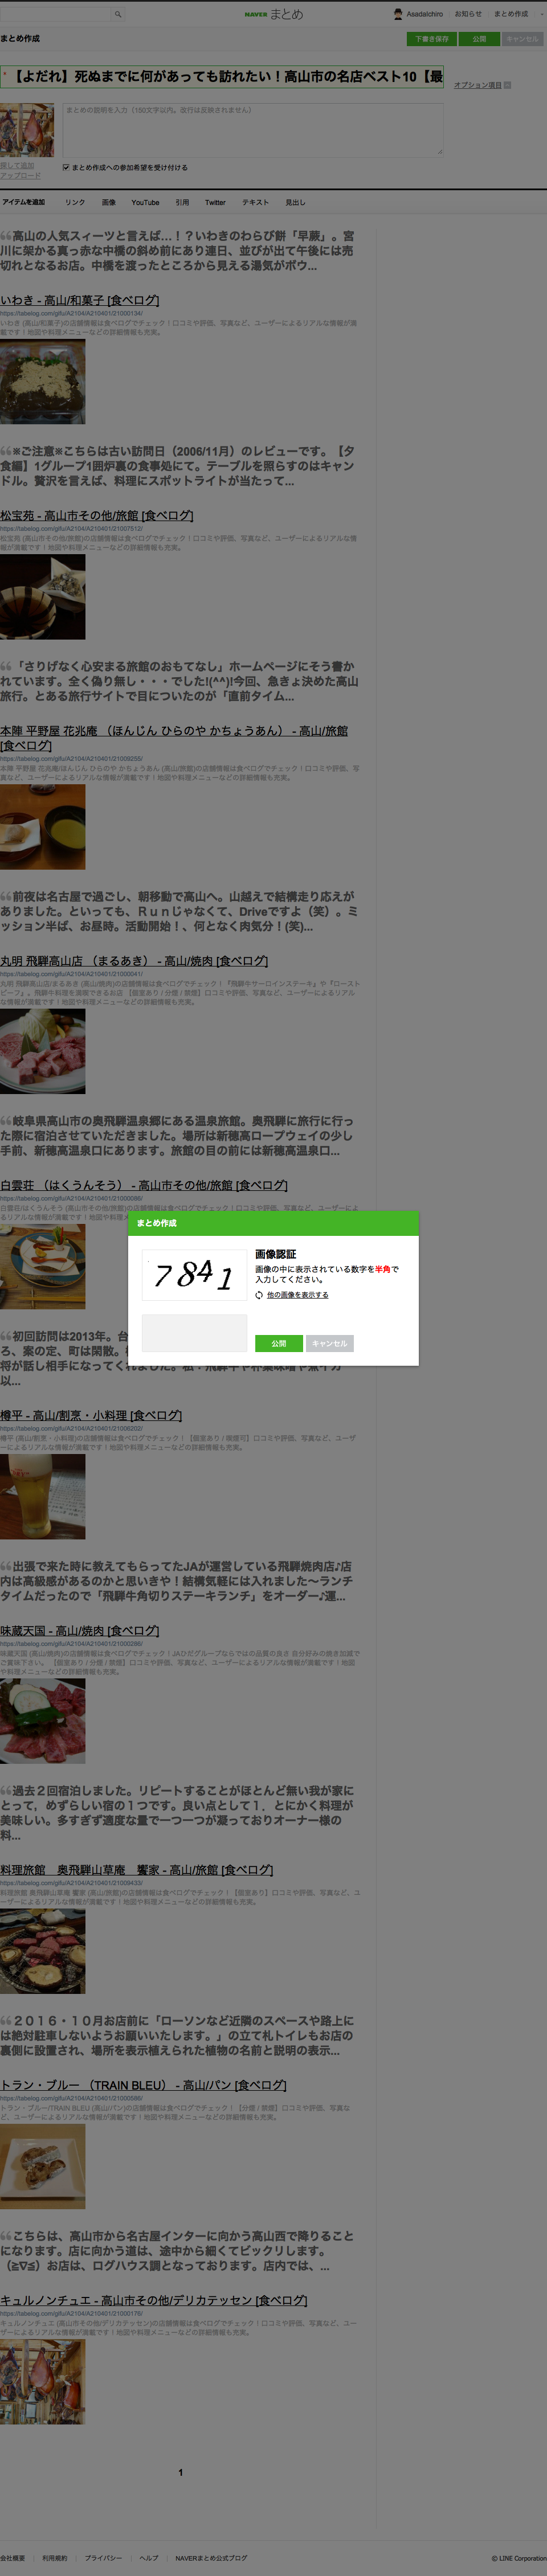 NAVER まとめ
Asadaichiro お知らせ まとめ作成
まとめ作成
下書き保存 公開 キャンセル
【よだれ】死ぬまでに何があっても訪れたい！高山市の名店ベスト10【最
オプション項目
まとめの説明を入力（150文字以内。改行は反映されません）
探して追加
アップロード
まとめ作成への参加希望を受け付ける
アイテムを追加 リンク 画像 YouTube 引用 Twitter テキスト 見出し
高山の人気スィーツと言えば…！？いわきのわらび餅「早蕨」。宮
川に架かる真っ赤な中橋の斜め前にあり連日、並びが出て午後には売
切れとなるお店。中橋を渡ったところから見える湯気がボウ...
いわき - 高山/和菓子 [食べログ]
https://tabelog.com/gifu/A2104/A210401/21000134/
いわき (高山/和菓子)の店舗情報は食べログでチェック！口コミや評価、写真など、ユーザーによるリアルな情報が満
載です！地図や料理メニューなどの詳細情報も充実。
※ご注意※こちらは古い訪問日（2006/11月）のレビューです。【夕
食編】1グループ1囲炉裏の食事処にて。テーブルを照らすのはキャン
ドル。贅沢を言えば、料理にスポットライトが当たって...
松宝苑 - 高山市その他/旅館 [食べログ]
https://tabelog.com/gifu/A2104/A210401/21007512/
松宝苑 (高山市その他/旅館)の店舗情報は食べログでチェック！口コミや評価、写真など、ユーザーによるリアルな情
報が満載です！地図や料理メニューなどの詳細情報も充実。
「さりげなく心安まる旅館のおもてなし」ホームページにそう書か
れています。全く偽り無し・・・でした!(^^)!今回、急きょ決めた高山
旅行。とある旅行サイトで目についたのが「直前タイム...
本陣 平野屋 花兆庵 （ほんじん ひらのや かちょうあん） - 高山/旅館
[食べログ]
https://tabelog.com/gifu/A2104/A210401/21009255/
本陣 平野屋 花兆庵/ほんじん ひらのや かちょうあん (高山/旅館)の店舗情報は食べログでチェック！口コミや評価、写
真など、ユーザーによるリアルな情報が満載です！地図や料理メニューなどの詳細情報も充実。
前夜は名古屋で過ごし、朝移動で高山へ。山越えで結構走り応えが
ありました。といっても、Ｒｕｎじゃなくて、Driveですよ（笑）。ミ
ッション半ば、お昼時。活動開始！、何となく肉気分！(笑)...
丸明 飛騨高山店 （まるあき） - 高山/焼肉 [食べログ]
https://tabelog.com/gifu/A2104/A210401/21000041/
丸明 飛騨高山店/まるあき (高山/焼肉)の店舗情報は食べログでチェック！『飛騨牛サーロインステーキ』や『ロースト
ビーフ』。飛騨牛料理を満喫できるお店 【個室あり / 分煙 / 禁煙】口コミや評価、写真など、ユーザーによるリアル
な情報が満載です！地図や料理メニューなどの詳細情報も充実。
岐阜県高山市の奥飛騨温泉郷にある温泉旅館。奥飛騨に旅行に行っ
た際に宿泊させていただきました。場所は新穂高ロープウェイの少し
手前、新穂高温泉口にあります。旅館の目の前には新穂高温泉口...
白雲荘 （はくうんそう） - 高山市その他/旅館 [食べログ]
https://tabelog.com/gifu/A2104/A210401/21000086/
白雲荘/はくうんそう (高山市その他/旅館)の店舗情報は食べログでチェック！口コミや評価、写真など、ユーザーによ
るリアルな情報が満載です！地図や料理メ
まとめ作成
7841
画像認証
画像の中に表示されている数字を半角で
入力してください。
他の画像を表示する
公開 キャンセル
初回訪問は2013年。台
ろ、案の定、町は閑散。
将が話し相手になってくれました。
以...
樽平 - 高山/割烹・小料理 [食べログ]
https://tabelog.com/gifu/A2104/A210401/21006202/
樽平 (高山/割烹・小料理)の店舗情報は食べログでチェック！【個室あり / 喫煙可】口コミや評価、写真など、ユーザ
ーによるリアルな情報が満載です！地図や料理メニューなどの詳細情報も充実。
出張で来た時に教えてもらってたJAが運営している飛騨焼肉店♪店
内は高級感があるのかと思いきや！結構気軽には入れました〜ランチ
タイムだったので「飛騨牛角切りステーキランチ」をオーダー♪運...
味蔵天国 - 高山/焼肉 [食べログ]
https://tabelog.com/gifu/A2104/A210401/21000286/
味蔵天国 (高山/焼肉)の店舗情報は食べログでチェック！JAひだグループならではの品質の良さ 自分好みの焼き加減で
ご賞味下さい。 【個室あり / 分煙 / 禁煙】口コミや評価、写真など、ユーザーによるリアルな情報が満載です！地図
や料理メニューなどの詳細情報も充実。
過去２回宿泊しました。リピートすることがほとんど無い我が家に
とって，めずらしい宿の１つです。良い点として１．とにかく料理が
美味しい。多すぎず適度な量で一つ一つが凝っておりオーナー様の
料...
料理旅館　奥飛騨山草庵　饗家 - 高山/旅館 [食べログ]
https://tabelog.com/gifu/A2104/A210401/21009433/
料理旅館 奥飛騨山草庵 饗家 (高山/旅館)の店舗情報は食べログでチェック！【個室あり】口コミや評価、写真など、ユ
ーザーによるリアルな情報が満載です！地図や料理メニューなどの詳細情報も充実。
２０１６・１０月お店前に「ローソンなど近隣のスペースや路上に
は絶対駐車しないようお願いいたします。」の立て札トイレもお店の
裏側に設置され、場所を表示植えられた植物の名前と説明の表示...
トラン・ブルー （TRAIN BLEU） - 高山/パン [食べログ]
https://tabelog.com/gifu/A2104/A210401/21000566/
トラン・ブルー/TRAIN BLEU (高山/パン)の店舗情報は食べログでチェック！【分煙 / 禁煙】口コミや評価、写真な
ど、ユーザーによるリアルな情報が満載です！地図や料理メニューなどの詳細情報も充実。
こちらは、高山市から名古屋インターに向かう高山西で降りること
になります。店に向かう道は、途中から細くてビックリします。
（≧∇≦）お店は、ログハウス調となっております。店内では、...
キュルノンチュエ - 高山市その他/デリカテッセン [食べログ]
https://tabelog.com/gifu/A2104/A210401/21000176/
キュルノンチュエ (高山市その他/デリカテッセン)の店舗情報は食べログでチェック！口コミや評価、写真など、ユー
ザーによるリアルな情報が満載です！地図や料理メニューなどの詳細情報も充実。
1
会社概要 利用規約 プライバシー ヘルプ NAVERまとめ公式ブログ
© LINE Corporation